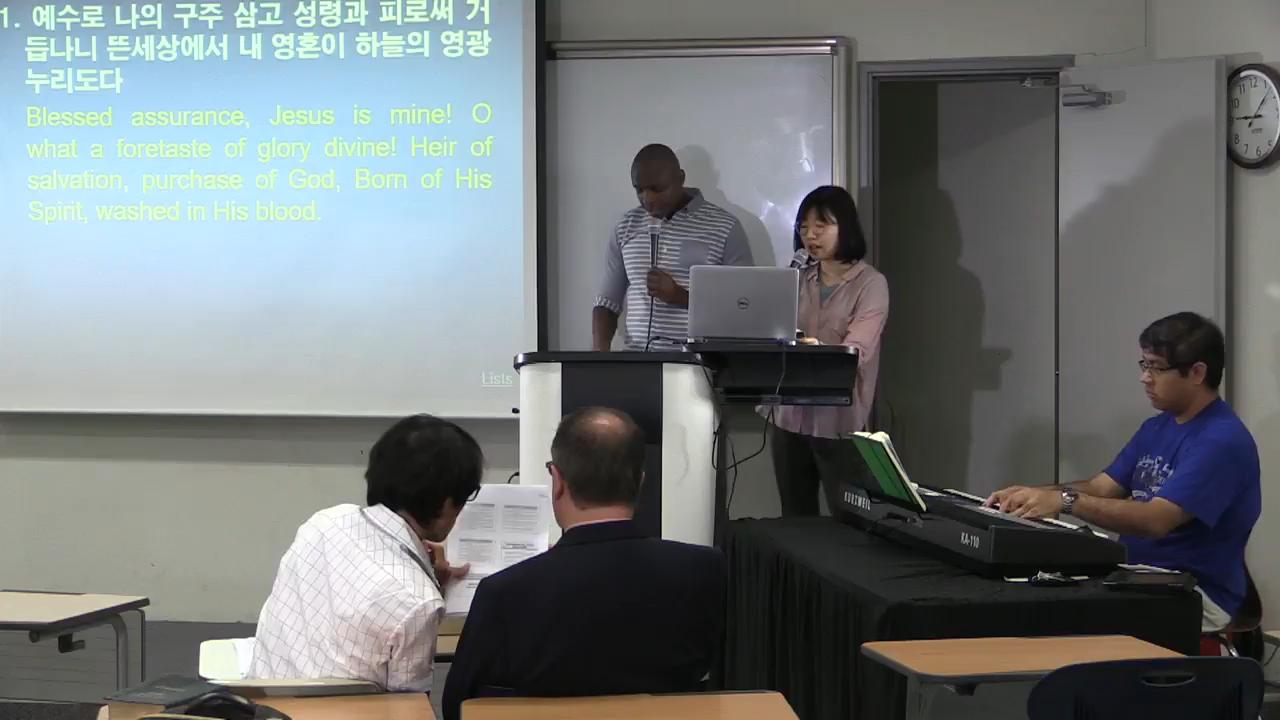 1. 예수로 나의 구주 삼고 성령과 피로써 거
듭나니 뜬세상에서 내 영혼이 하늘의 영광
누리도다
Blessed assurance, Jesus is mine! O
what a foretaste of glory divine! Heir of
salvation, purchase of God, Born of His
Spirit, washed in His blood.
Lists
DELL
KURZWEIL
KA-110